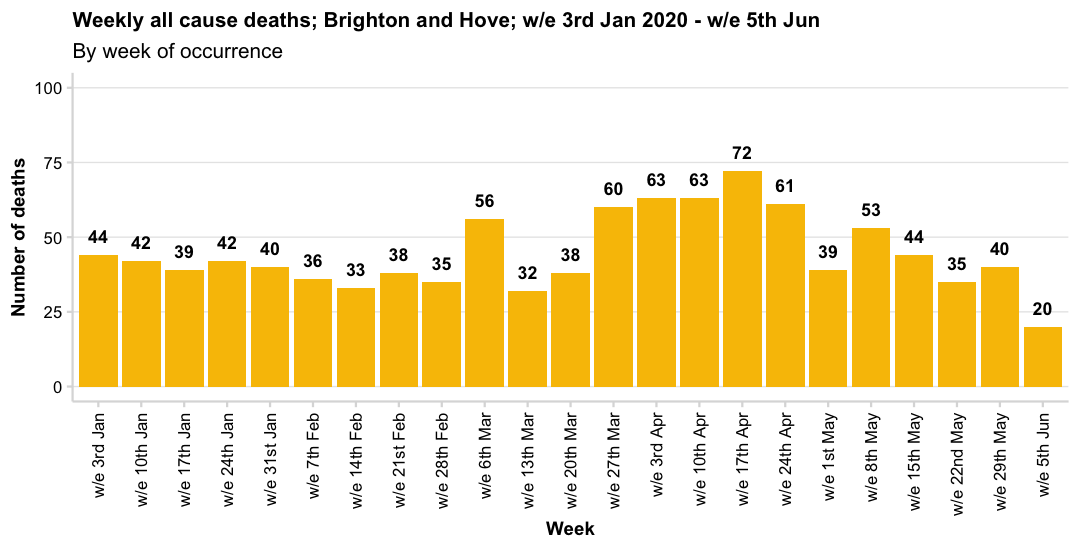 Weekly all cause deaths; Brighton and Hove; w/e 3rd Jan 2020 - w/e 5th Jun
By week of occurrence
Number of deaths
100
75
50
25
0
44
42
39
42
40
36
33
38
35
56
32
38
60
63
63
72
61
39
53
44
35
40
20
w/e 3rd Jan
w/e 10th Jan
w/e 17th Jan
w/e 24th Jan
w/e 31st Jan
w/e 7th Feb
w/e 14th Feb
w/e 21st Feb
w/e 28th Feb
w/e 6th Mar
w/e 13th Mar
w/e 20th Mar
w/e 27th Mar
w/e 3rd Apr
w/e 10th Apr
w/e 17th Apr
w/e 24th Apr
w/e 1st May
w/e 8th May
w/e 15th May
w/e 22nd May
w/e 29th May
w/e 5th Jun
Week